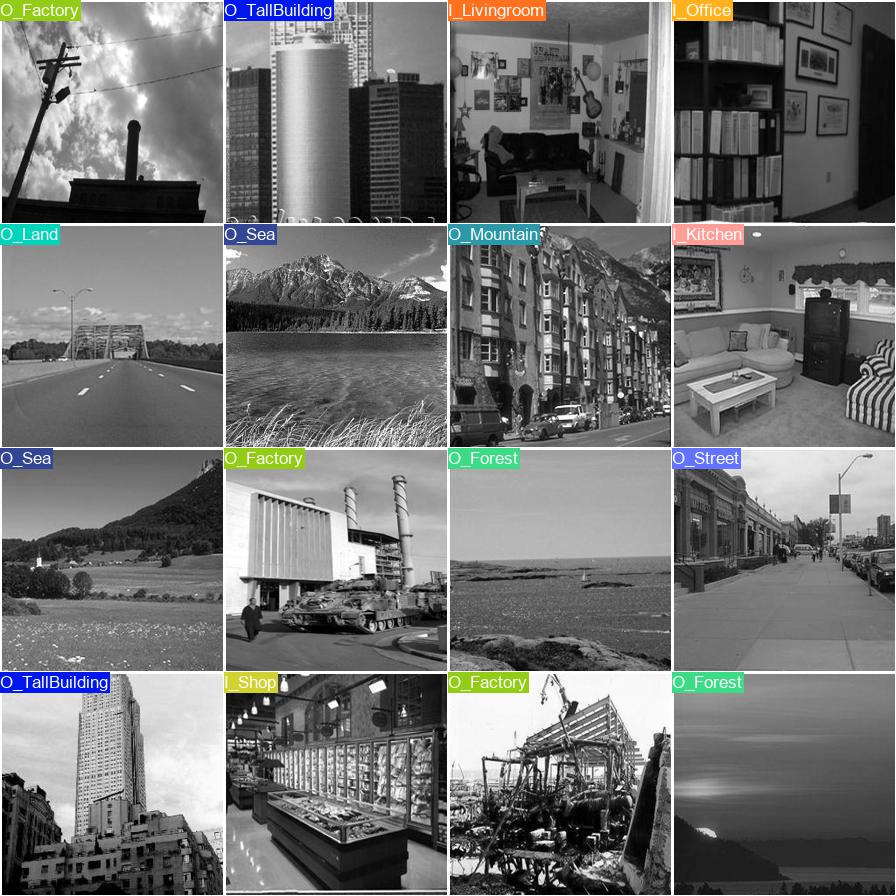 O_Factory
O_TallBuilding
I_Livingroom
I_Office
O_Land
O_Sea
O_Mountain
I_Kitchen
O_Sea
O_Factory
O_Forest
O_Street
O_TallBuilding
I_Shop
O_Factory
O_Forest